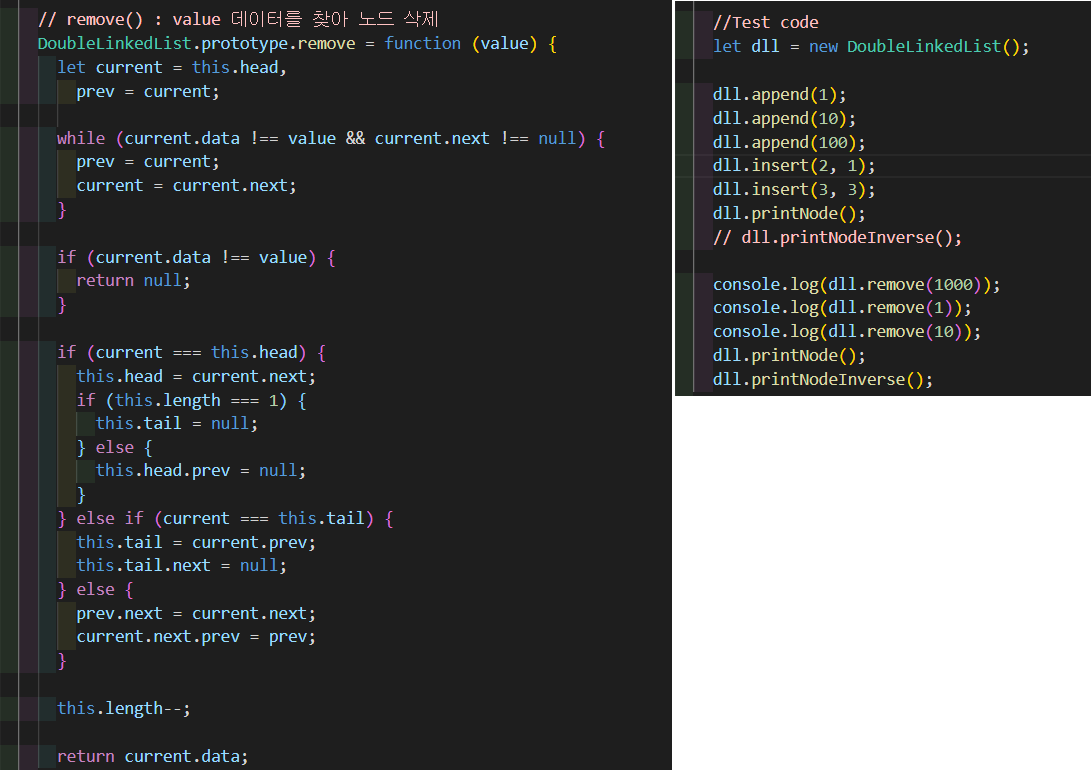 // remove() : value 데이터를 찾아 노드 삭제
DoubleLinkedList.prototype.remove = function (value) {
let current = this.head,
prev = current;
while (current.data !== value && current.next !== null) {
prev = current;
current = current.next;
}
if (current.data !== value) {
return null;
}
if (current === this.head) {
this.head = current.next;
if (this.length === 1) {
this.tail = null;
} else {
this.head.prev = null;
}
} else if (current === this.tail) {
this.tail = current.prev;
this.tail.next = null;
} else {
prev.next = current.next;
current.next.prev = prev;
}
this.length--;
return current.data;
//Test code
let dll = new DoubleLinkedList();
dll.append(1);
dll.append(10);
dll.append(100);
dll.insert(2, 1);
dll.insert(3, 3);
dll.printNode();
// dll.printNodeInverse();
console.log(dll.remove(1000));
console.log(dll.remove(1));
console.log(dll.remove(10));
dll.printNode();
dll.printNodeInverse();